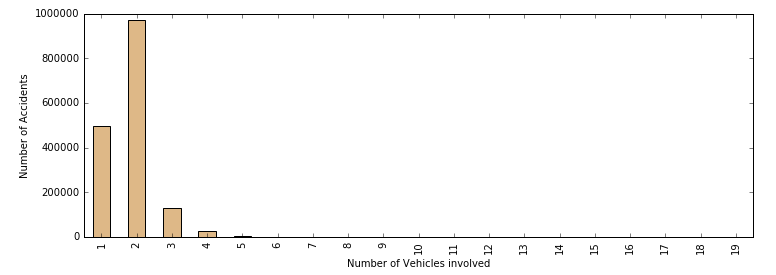 1000000
800000
600000
400000
200000
0
Number of Accidents
1 2 3 4 5 6 7 8 9 10 11 12 13 14 15 16 17 18 19
Number of Vehicles involved